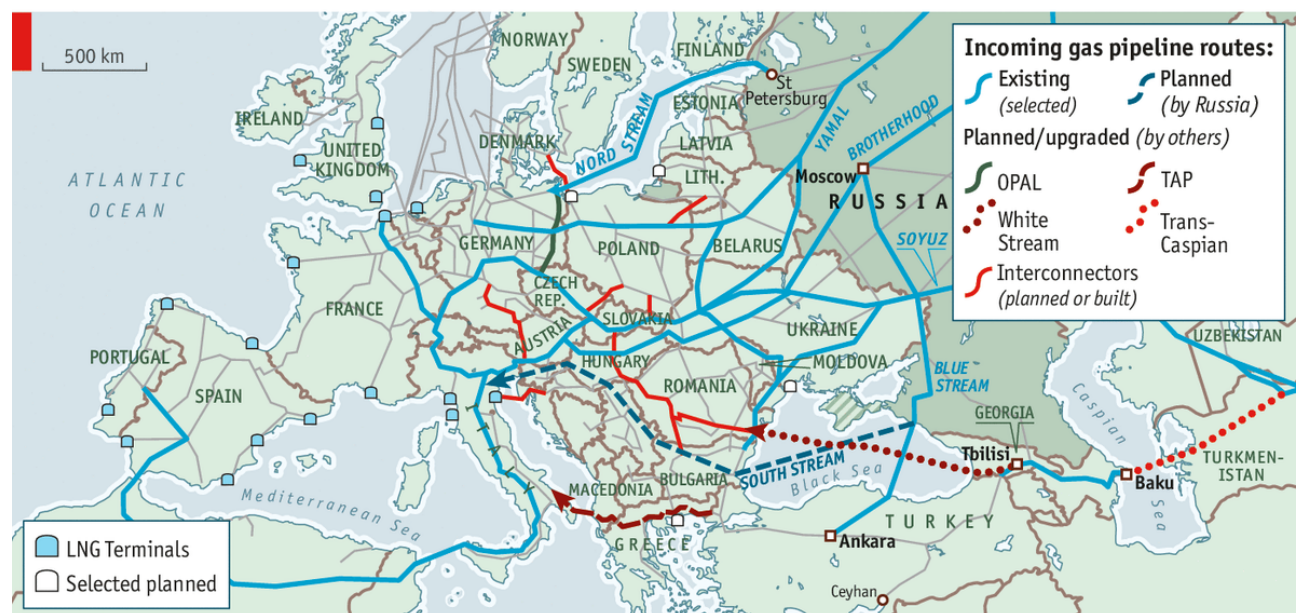 500 km
NORWAY
SWEDEN
FINLAND
St
Petersburg
ESTONIA
LATVIA
LITH.
IRELAND
UNITED
KINGDOM
DENMARK
NORD STREAM
YAMAL
BROTHERHOOD
Moscow
RUSSIA
SOYUZ
ATLANTIC
OCEAN
GERMANY
POLAND
BELARUS
CZECH
REP.
FRANCE
AUSTRIA
SLOVAKIA
UKRAINE
HUNGARY
MOLDOVA
ROMANIA
BLUE
STREAM
PORTUGAL
SPAIN
ITALY
GEORGIA
Tbilisi
Caspian
Sea
UZBEKISTAN
TURKMEN-
ISTAN
Baku
SOUTH STREAM
Black Sea
BULGARIA
MACEDONIA
Mediterranean Sea
GREECE
TURKEY
Ankara
Ceyhan
Incoming gas pipeline routes:
Existing
(selected)
Planned
(by Russia)
Planned/upgraded (by others)
OPAL
TAP
White
Stream
Trans-
Caspian
Interconnectors
(planned or built)
LNG Terminals
Selected planned